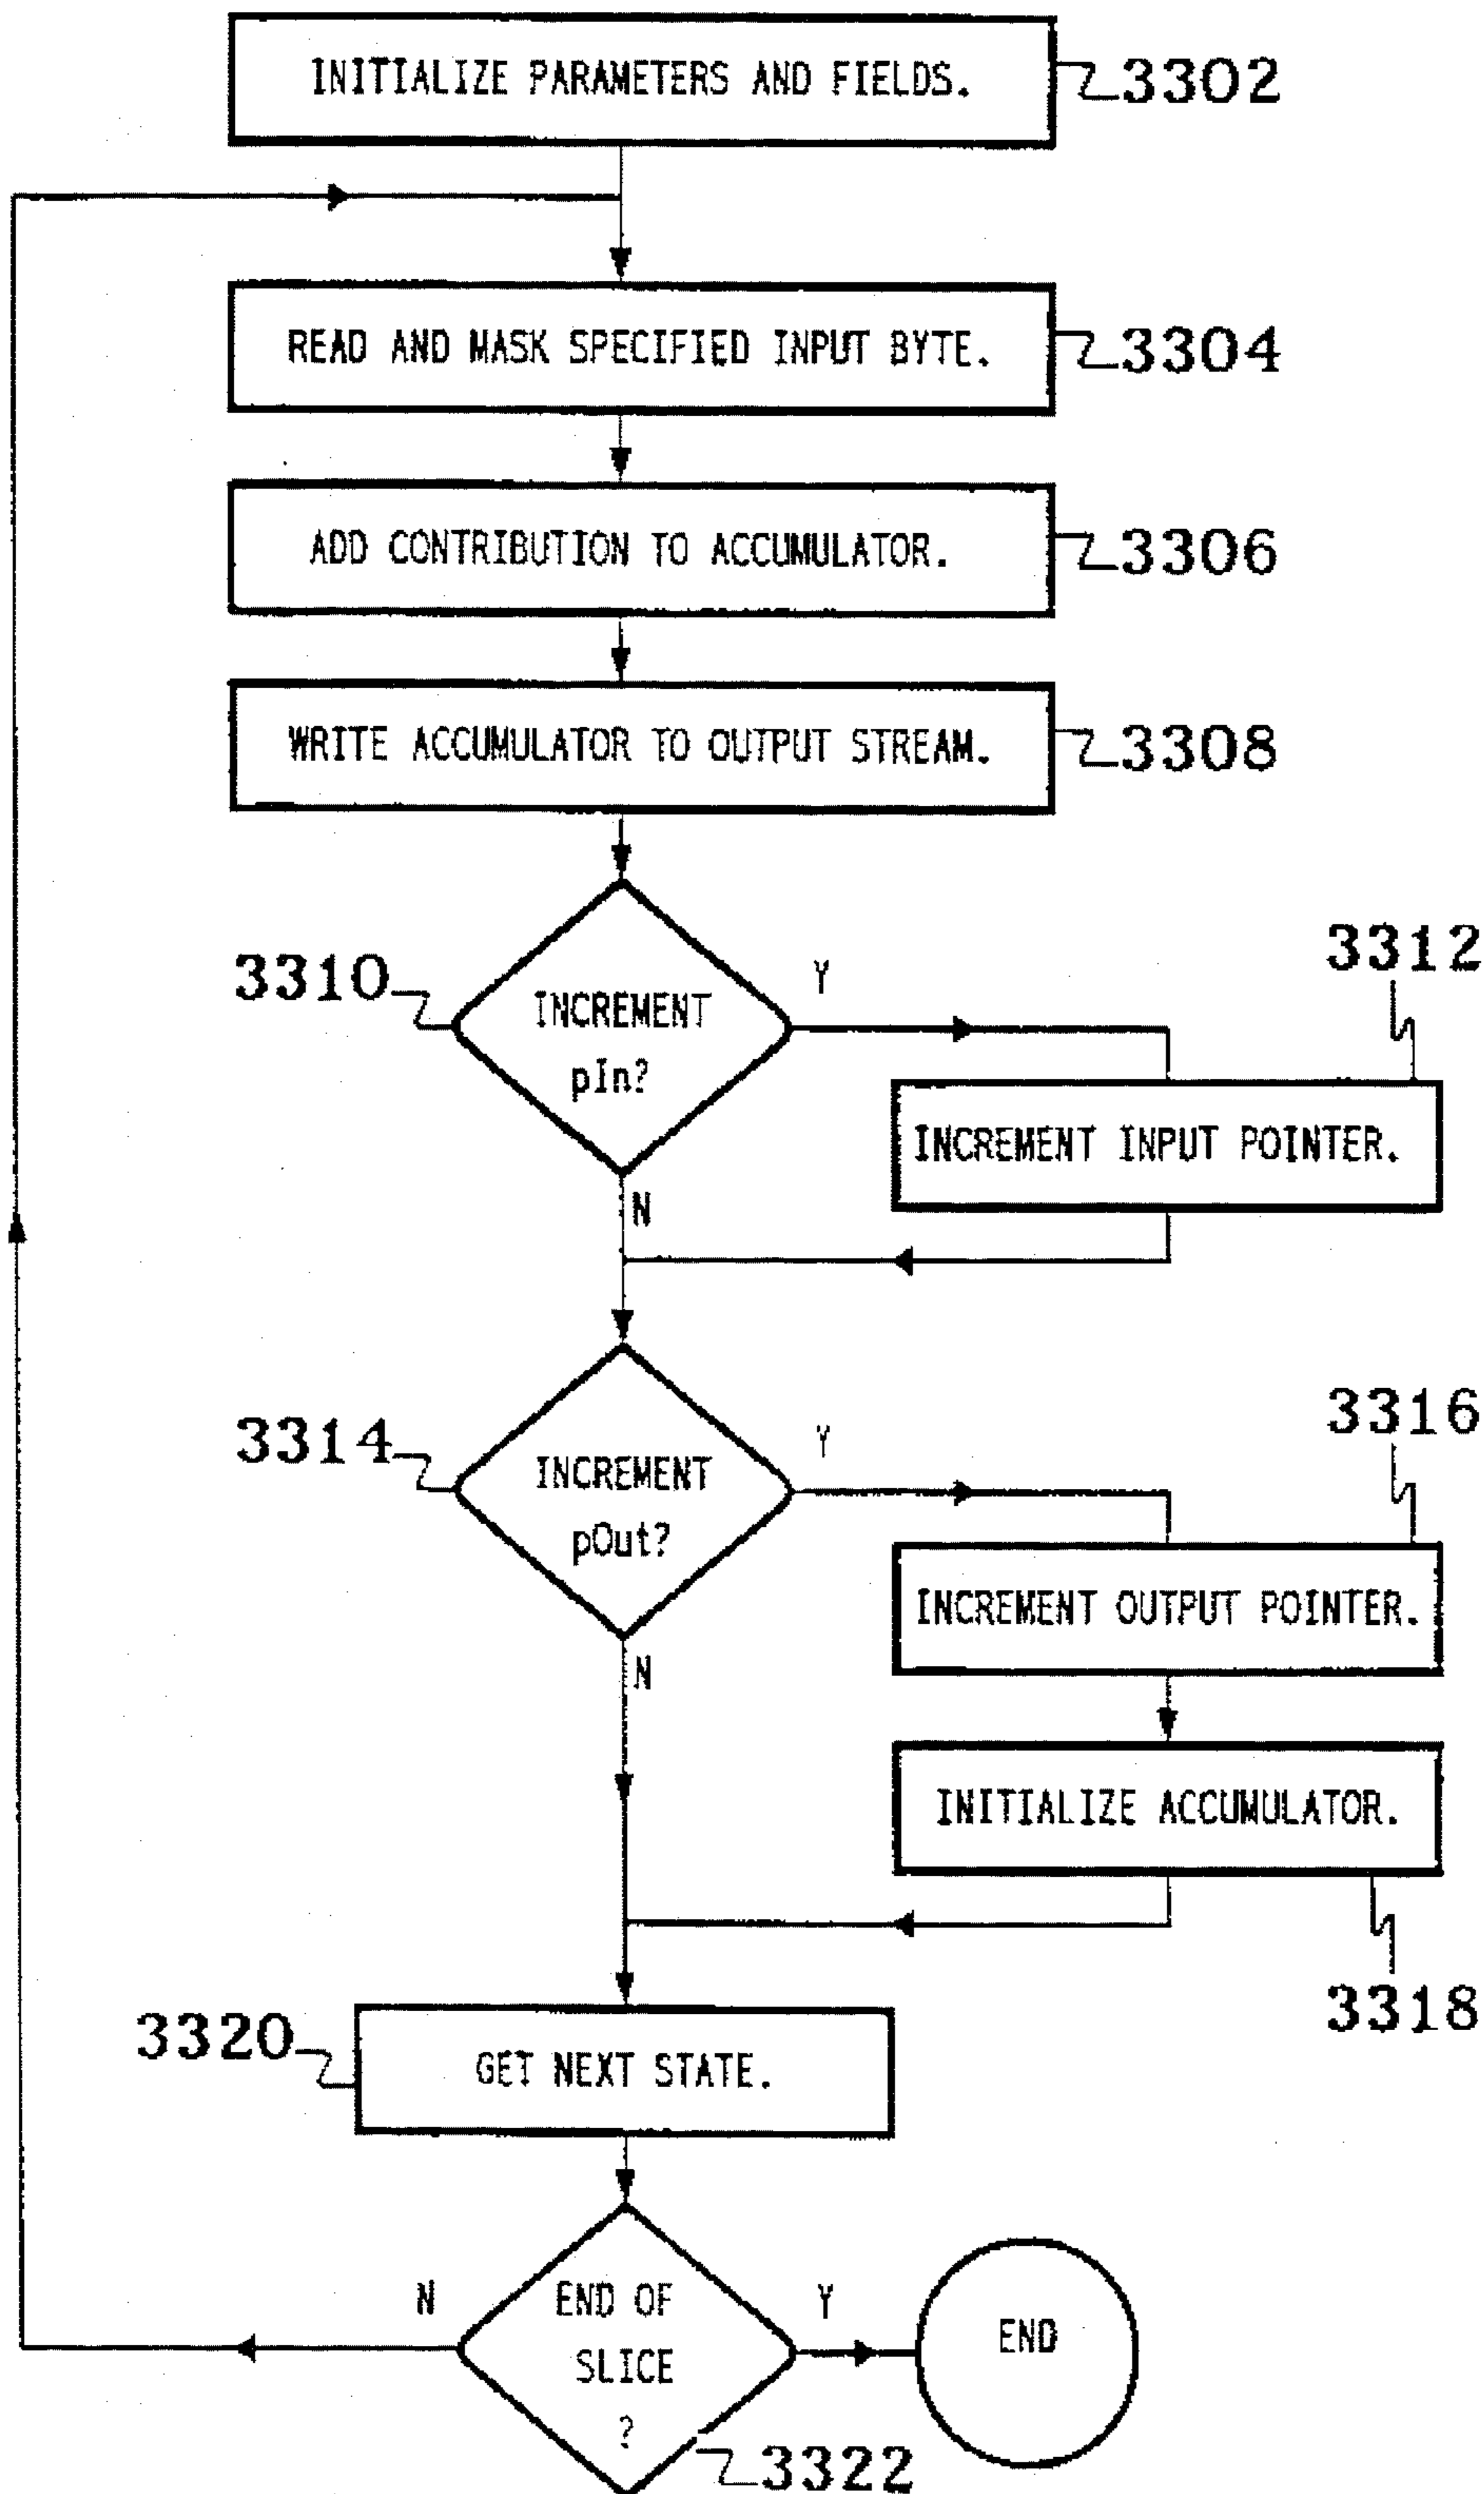 INITIALIZE PARAMETERS AND FIELDS.
3302
READ AND MASK SPECIFIED INPUT BYTE.
3304
ADD CONTRIBUTION TO ACCUMULATOR.
3306
WRITE ACCUMULATOR TO OUTPUT STREAM.
3308
3310
INCREMENT
pIn?
Y
N
3312
INCREMENT INPUT POINTER.
3314
INCREMENT
pOut?
Y
N
3316
INCREMENT OUTPUT POINTER.
INITIALIZE ACCUMULATOR.
3318
3320
GET NEXT STATE.
N
END OF
SLICE
?
Y
END
3322